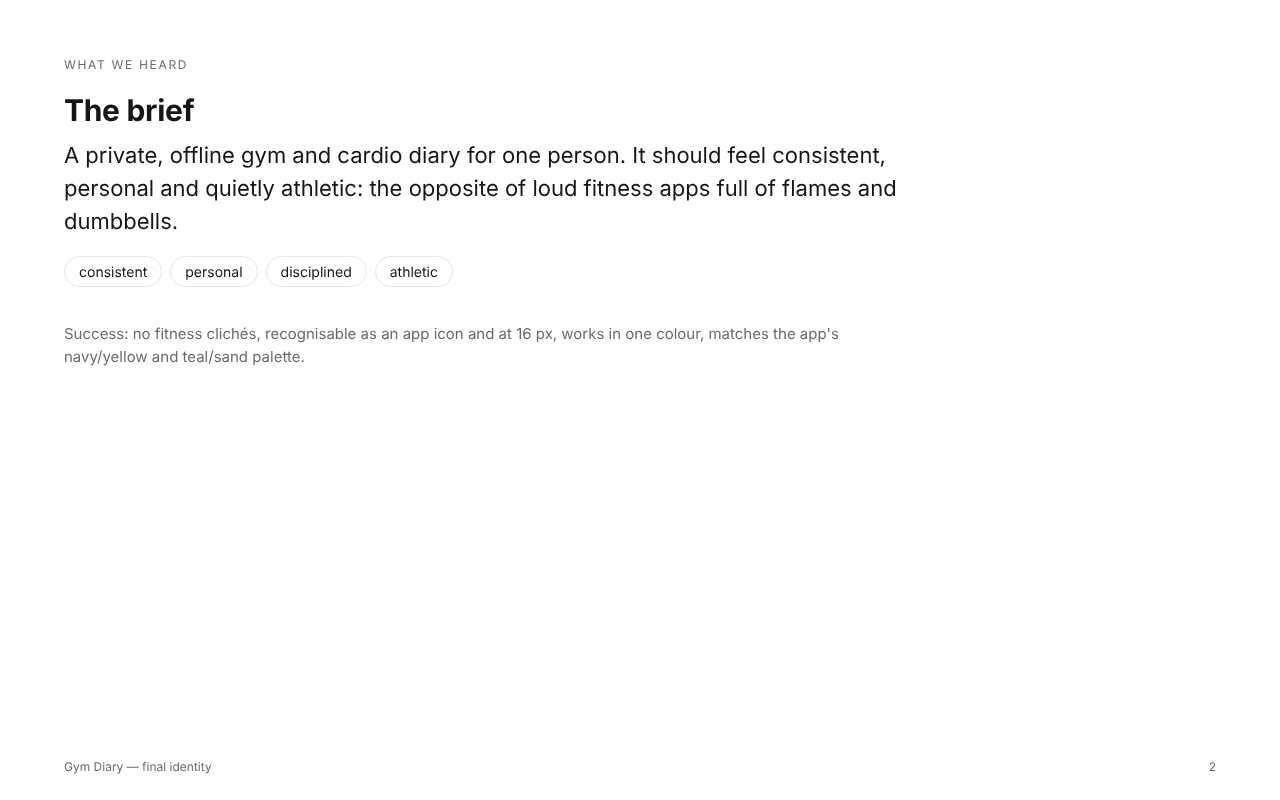 WHAT WE HEARD
The brief
A private, offline gym and cardio diary for one person. It should feel consistent,
personal and quietly athletic: the opposite of loud fitness apps full of flames and
dumbbells.
consistent personal disciplined athletic
Success: no fitness clichés, recognisable as an app icon and at 16 px, works in one colour, matches the app's
navy/yellow and teal/sand palette.
Gym Diary — final identity 2